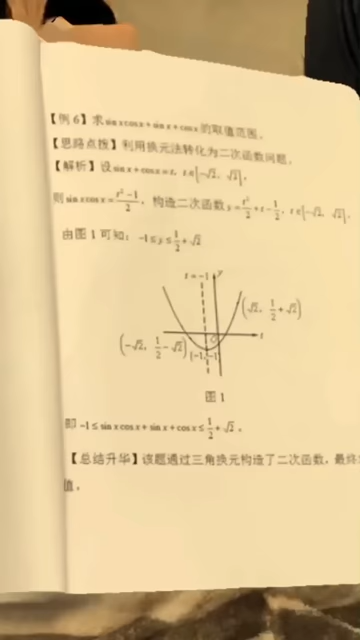 【例6】求 sin x cos x + sin x + cos x 的取值范围.
【思路点拨】利用换元法转化为二次函数问题.
【解析】设 sin x + cos x = t, t∈[-√2, √2],
则 sin x cos x = (t²-1)/2, 构造二次函数 y = t²/2 + t - 1/2, t∈[-√2, √2],
由图1可知: -1 ≤ y ≤ 1/2 + √2
t = -1 y
(√2, 1/2 + √2)
O t
(-√2, 1/2 - √2) (-1, -1)
图1
即 -1 ≤ sin x cos x + sin x + cos x ≤ 1/2 + √2.
【总结升华】该题通过三角换元构造了二次函数, 最终
值.